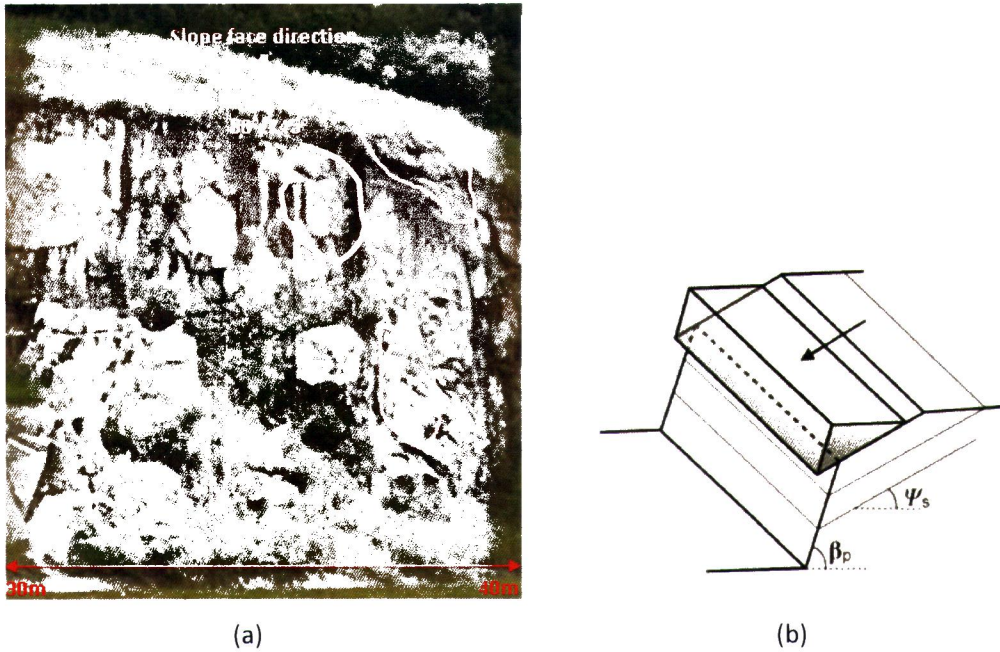 Slope face direction
30m
40m
ψs
βp
(a)
(b)